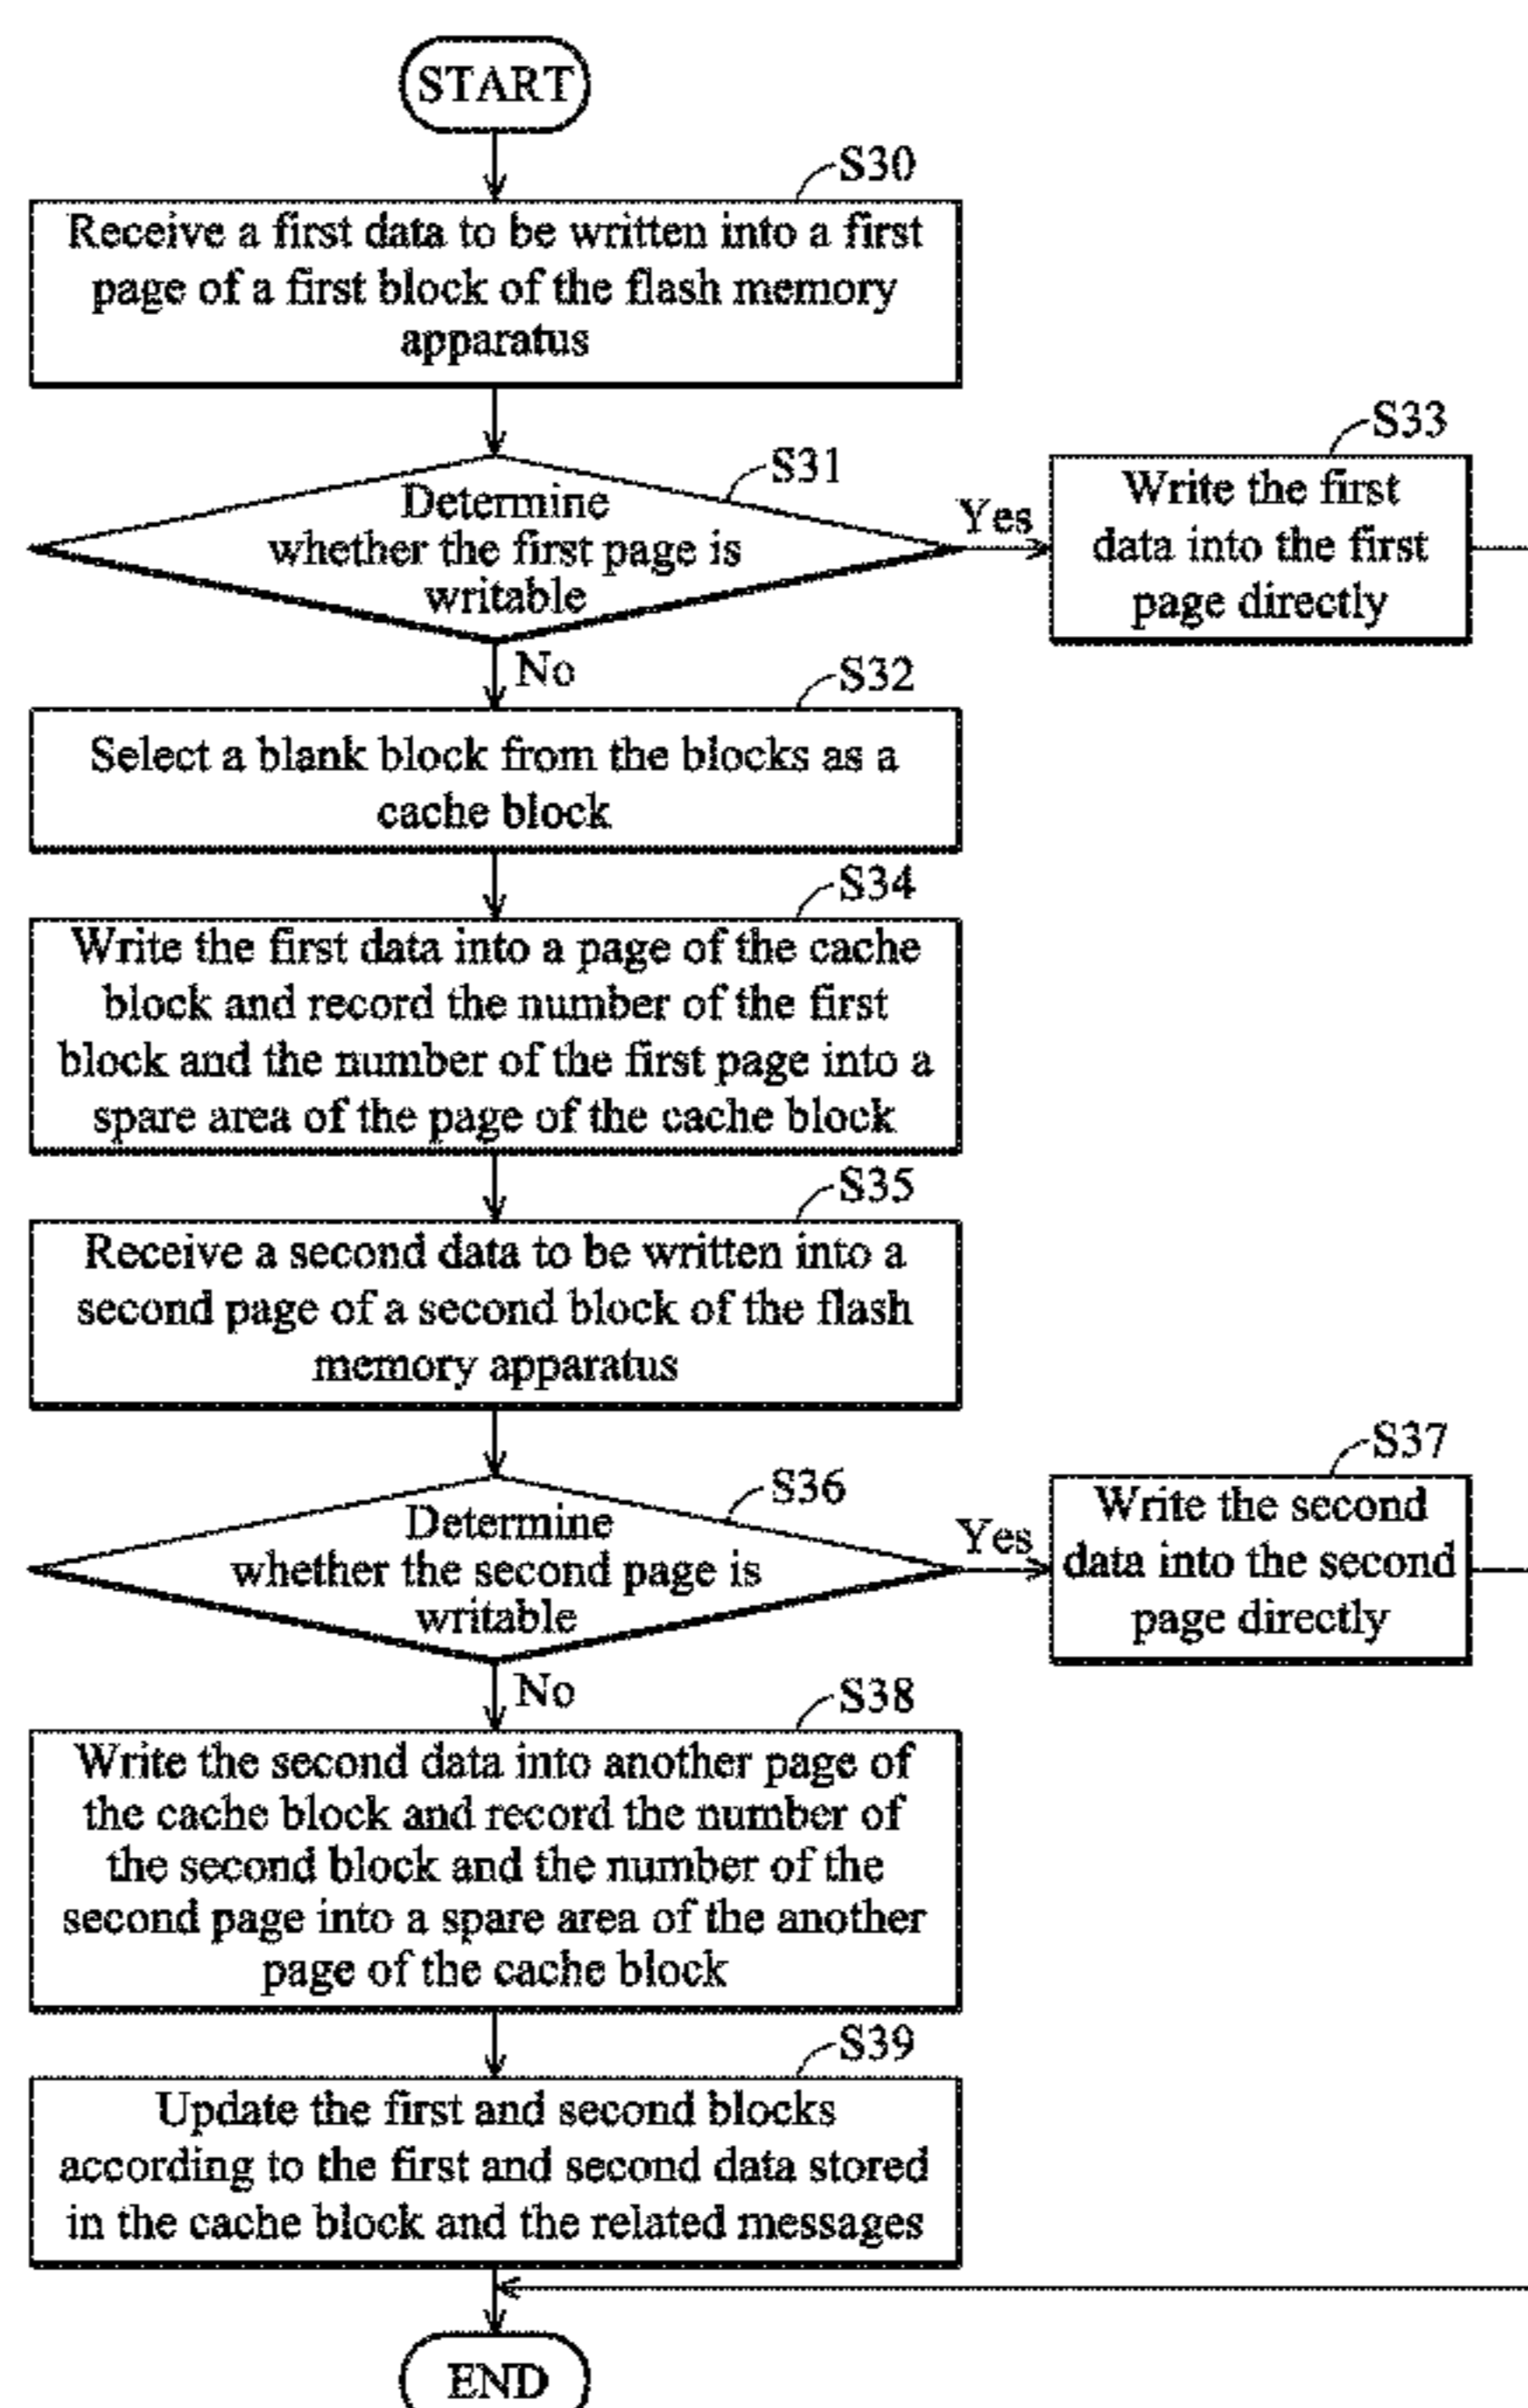 START
S30
Receive a first data to be written into a first
page of a first block of the flash memory
apparatus
S31
Determine
whether the first page is
writable
Yes
S33
Write the first
data into the first
page directly
No
S32
Select a blank block from the blocks as a
cache block
S34
Write the first data into a page of the cache
block and record the number of the first
block and the number of the first page into a
spare area of the page of the cache block
S35
Receive a second data to be written into a
second page of a second block of the flash
memory apparatus
S36
Determine
whether the second page is
writable
Yes
S37
Write the second
data into the second
page directly
No
S38
Write the second data into another page of
the cache block and record the number of
the second block and the number of the
second page into a spare area of the another
page of the cache block
S39
Update the first and second blocks
according to the first and second data stored
in the cache block and the related messages
END